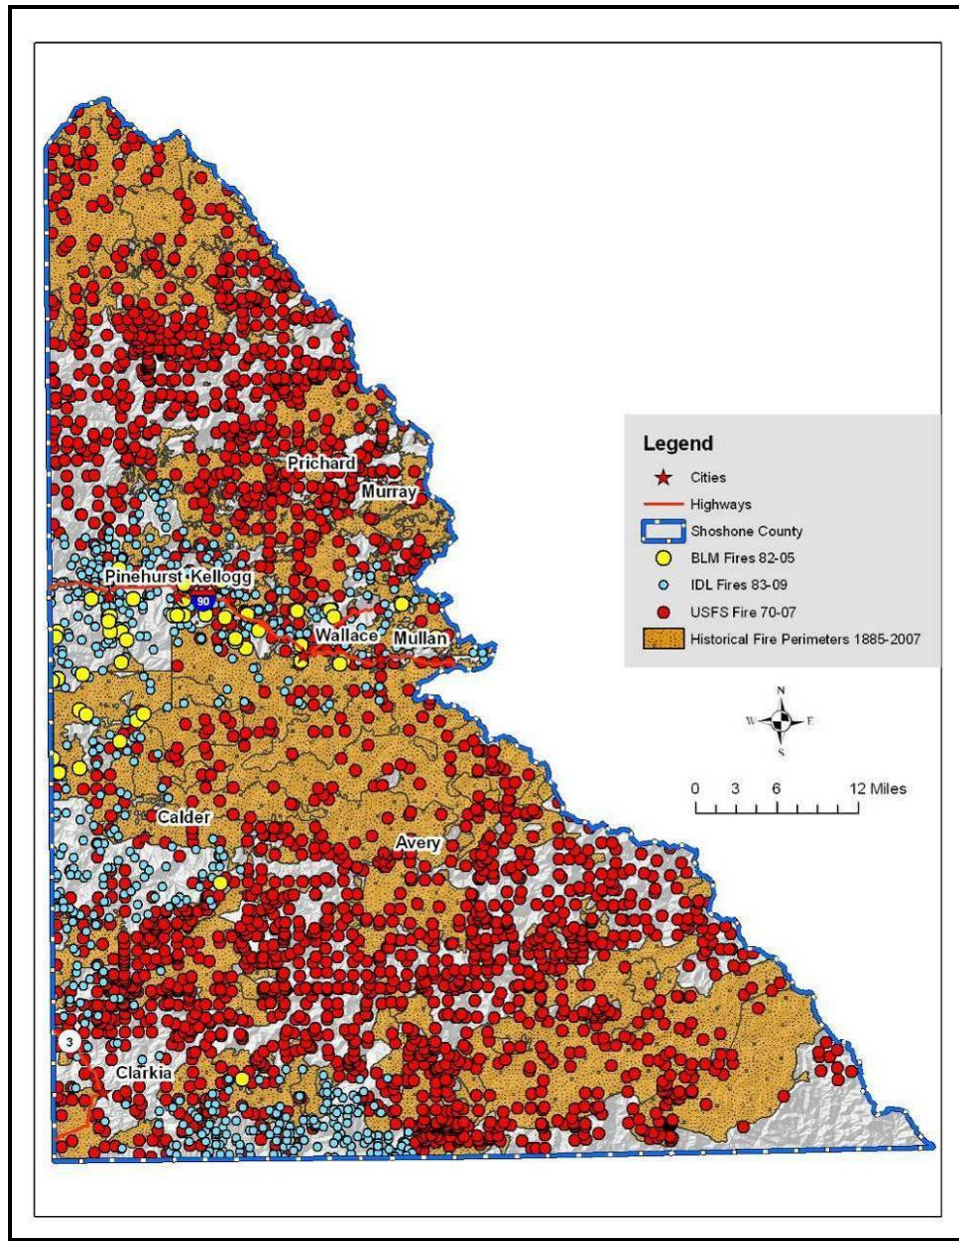 Prichard
Murray
Pinehurst Kellogg
90
Wallace
Mullan
Calder
Avery
3
Clarkia
Legend
Cities
Highways
Shoshone County
BLM Fires 82-05
IDL Fires 83-09
USFS Fire 70-07
Historical Fire Perimeters 1885-2007
N
W E
S
0 3 6 12 Miles